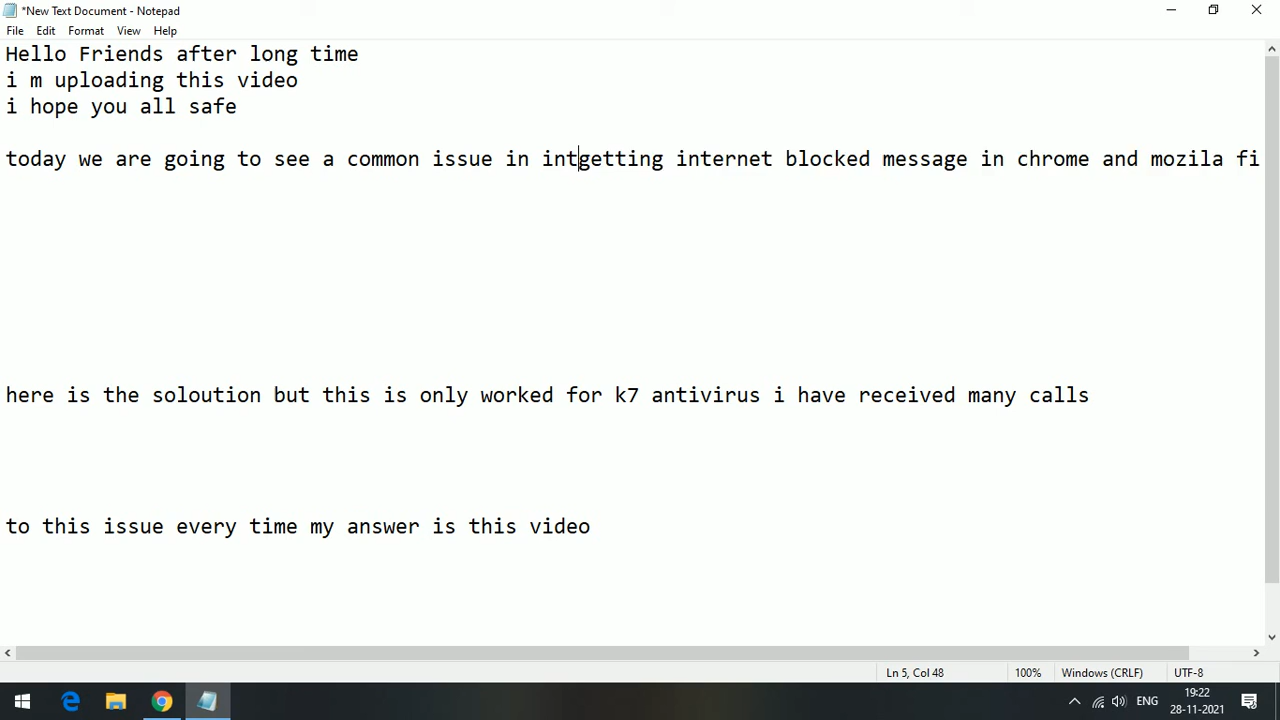 *New Text Document - Notepad
File Edit Format View Help
Hello Friends after long time
i m uploading this video
i hope you all safe
today we are going to see a common issue in intgetting internet blocked message in chrome and mozila fi
here is the soloution but this is only worked for k7 antivirus i have received many calls
to this issue every time my answer is this video
Ln 5, Col 48 100% Windows (CRLF) UTF-8
ENG 19:22
28-11-2021